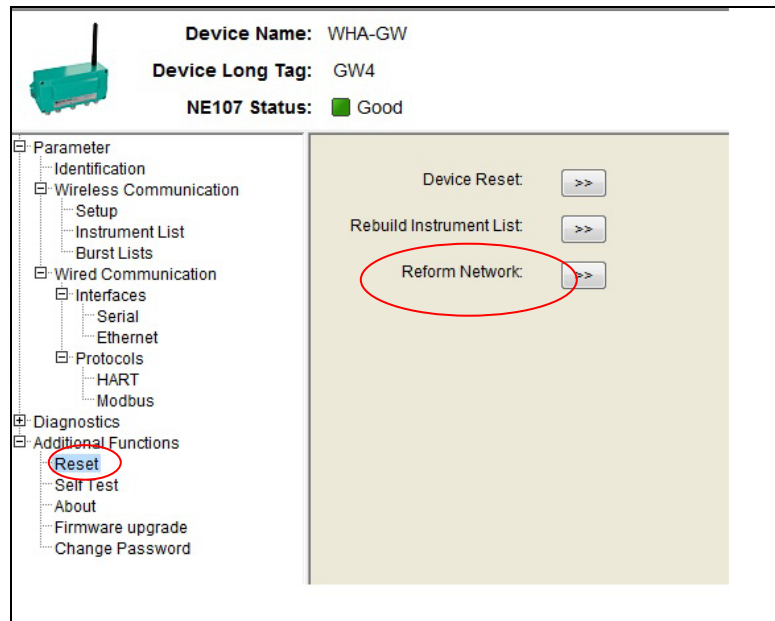 Device Name: WHA-GW
Device Long Tag: GW4
NE107 Status: Good
Parameter
Identification
Wireless Communication
Setup
Instrument List
Burst Lists
Wired Communication
Interfaces
Serial
Ethernet
Protocols
HART
Modbus
Diagnostics
Additional Functions
Reset
Self Test
About
Firmware upgrade
Change Password
Device Reset: >>
Rebuild Instrument List: >>
Reform Network: >>